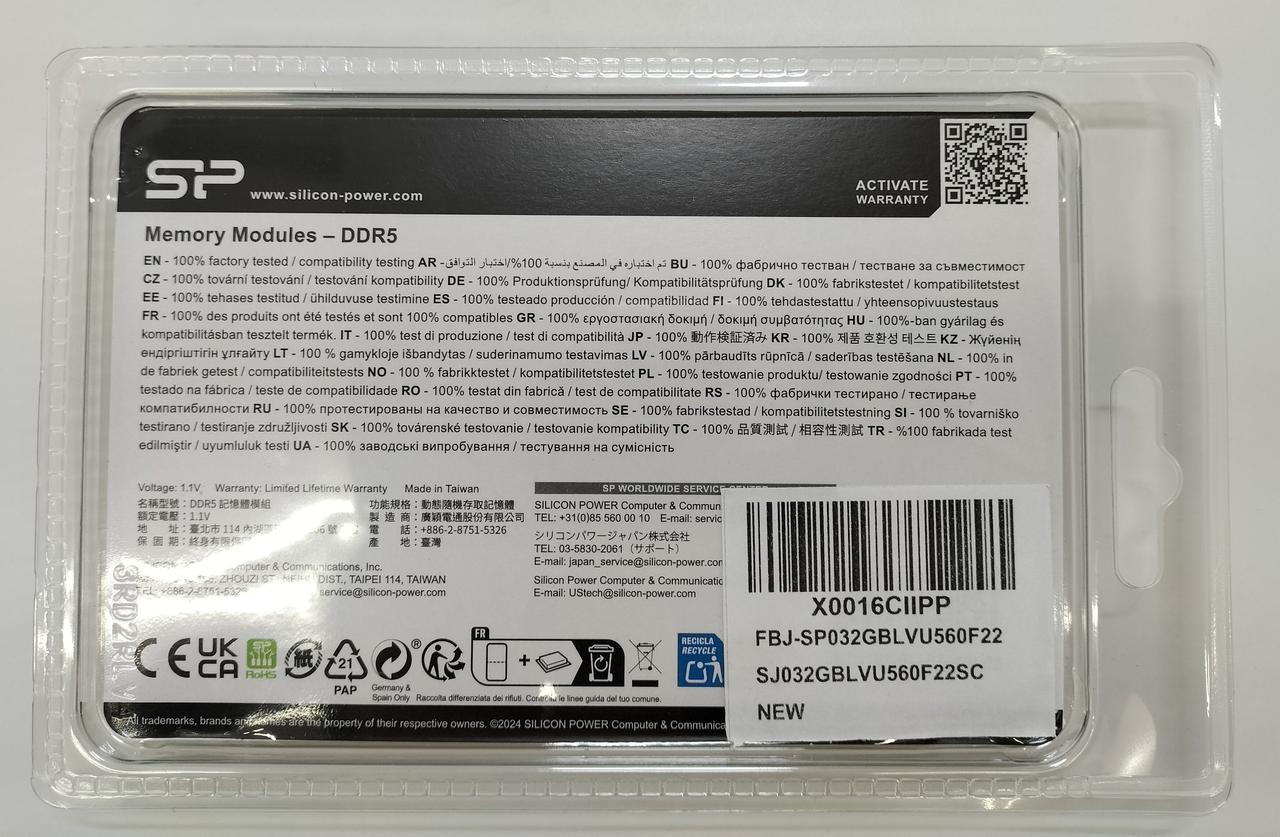 SP www.silicon-power.com
ACTIVATE
WARRANTY
Memory Modules – DDR5
EN - 100% factory tested / compatibility testing AR - تم اختباره في المصنع بنسبة 100%/اختبار التوافق BU - 100% фабрично тестван / тестване за съвместимост
CZ - 100% tovární testování / testování kompatibility DE - 100% Produktionsprüfung/ Kompatibilitätsprüfung DK - 100% fabrikstestet / kompatibilitetstest
EE - 100% tehases testitud / ühilduvuse testimine ES - 100% testeado producción / compatibilidad FI - 100% tehdastestattu / yhteensopivuustestaus
FR - 100% des produits ont été testés et sont 100% compatibles GR - 100% εργοστασιακή δοκιμή / δοκιμή συμβατότητας HU - 100%-ban gyárilag és
kompatibilitásban tesztelt termék. IT - 100% test di produzione / test di compatibilità JP - 100% 動作検証済み KR - 100% 제품 호환성 테스트 KZ - Жүйенің
өндіргіштігін ұлғайту LT - 100 % gamykloje išbandytas / suderinamumo testavimas LV - 100% pārbaudīts rūpnīcā / saderības testēšana NL - 100% in
de fabriek getest / compatibiliteitstests NO - 100 % fabrikktestet / kompatibilitetstestet PL - 100% testowanie produktu/ testowanie zgodności PT - 100%
testado na fábrica / teste de compatibilidade RO - 100% testat din fabrică / test de compatibilitate RS - 100% фабрички тестирано / тестирање
компатибилности RU - 100% протестированы на качество и совместимость SE - 100% fabrikstestad / kompatibilitetstestning SI - 100 % tovarniško
testirano / testiranje združljivosti SK - 100% továrenské testovanie / testovanie kompatibility TC - 100% 品質測試 / 相容性測試 TR - %100 fabrikada test
edilmiştir / uyumluluk testi UA - 100% заводські випробування / тестування на сумісність
Voltage: 1.1V Warranty: Limited Lifetime Warranty Made in Taiwan
名稱型號：DDR5 記憶體模組 功能規格：動態隨機存取記憶體
額定電壓：1.1V 製造商：廣穎電通股份有限公司
地址：臺北市 114 內湖 號 電話：+886-2-8751-5326
保固期：終身有限保 產地：臺灣
Computer & Communications, Inc.
ZHOUZI ST., NEIHU DIST., TAIPEI 114, TAIWAN
TEL: +886-2-8751-532 service@silicon-power.com
SP WORLDWIDE SERVICE CENTER
SILICON POWER Computer & Commun
TEL: +31(0)85 560 00 10 E-mail: servic
シリコンパワージャパン株式会社
TEL: 03-5830-2061（サポート）
E-mail: japan_service@silicon-power.com
Silicon Power Computer & Communicatio
E-mail: UStech@silicon-power.com
CE UK CA SP RoHS 紙 21 PAP ® FR + RECICLA RECYCLE
Germany &
Spain Only Raccolta differenziata dei rifiuti. Controlla le linee guida del tuo comune.
All trademarks, brands and names are the property of their respective owners. ©2024 SILICON POWER Computer & Communica
X0016CIIPP
FBJ-SP032GBLVU560F22
SJ032GBLVU560F22SC
NEW